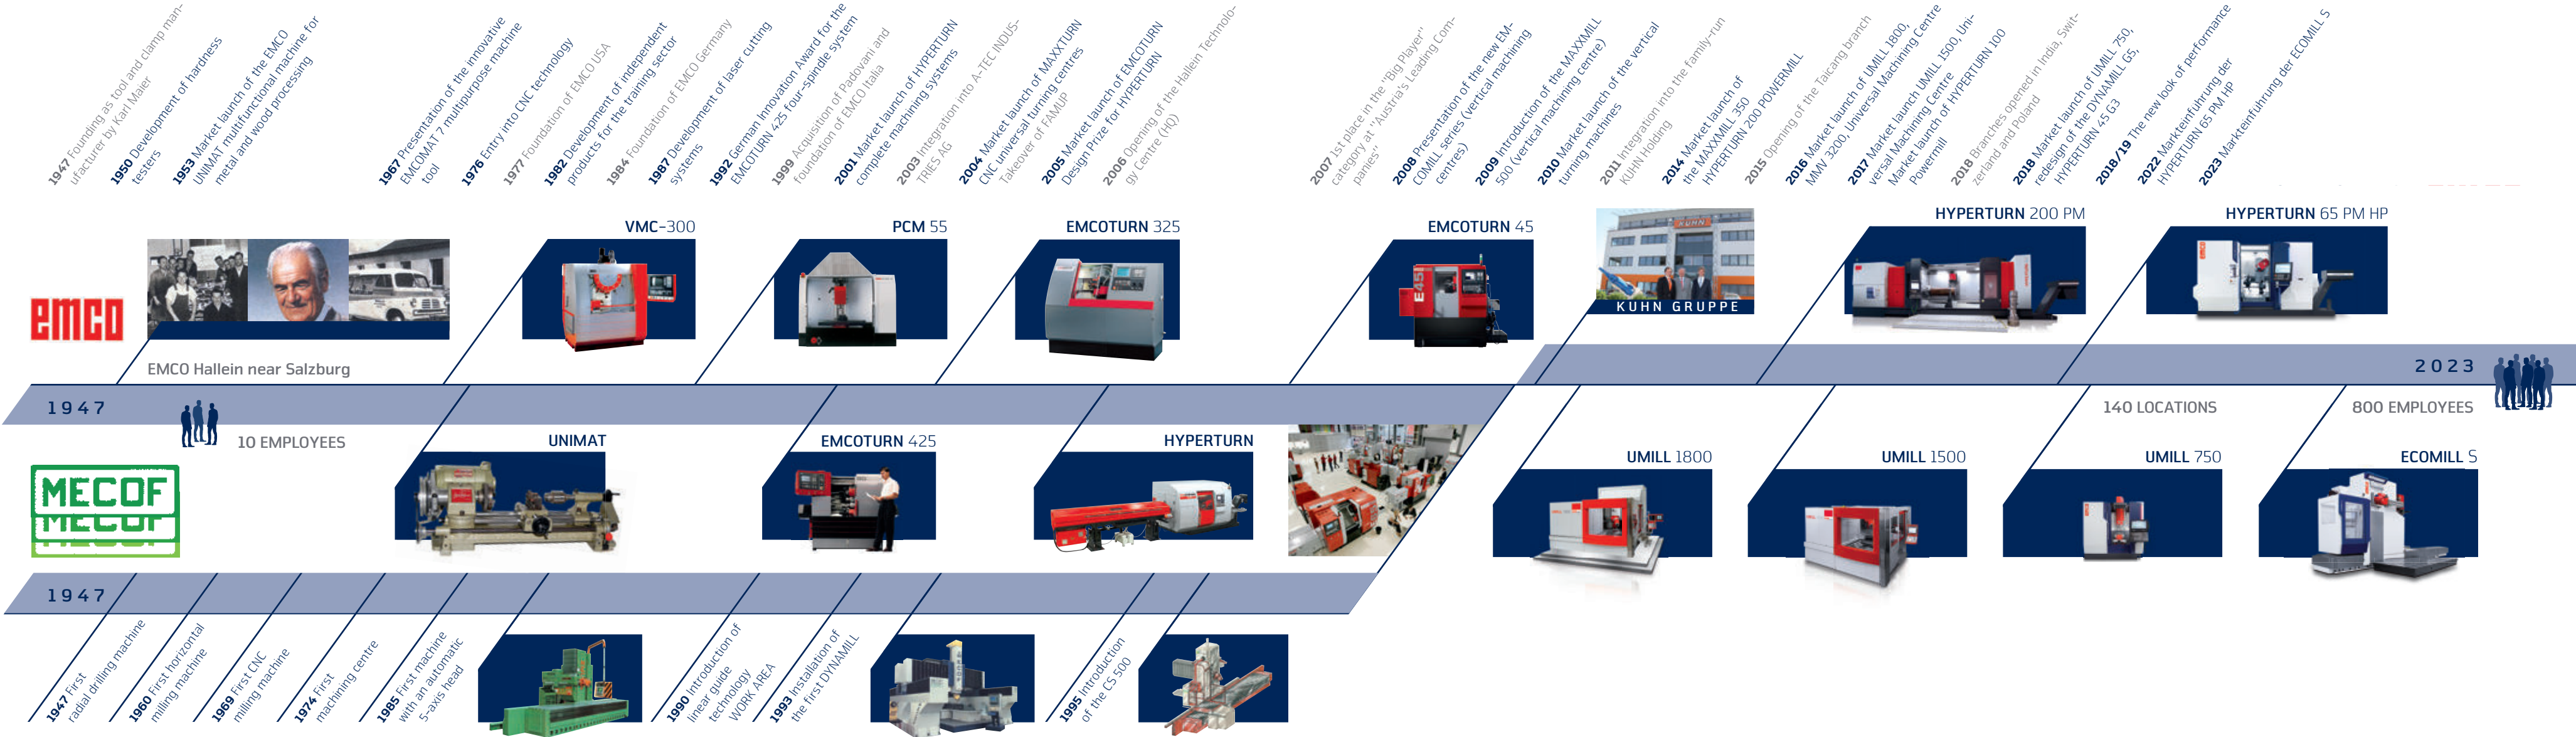 1947 Founding as tool and clamp man-
ufacturer by Karl Maier
1950 Development of hardness
testers
1953 Market launch of the EMCO
UNIMAT multifunctional machine for
metal and wood processing
1967 Presentation of the innovative
EMCOMAT 7 multipurpose machine
tool
1976 Entry into CNC technology
1977 Foundation of EMCO USA
1982 Development of independent
products for the training sector
1984 Foundation of EMCO Germany
1987 Development of laser cutting
systems
1992 German Innovation Award for the
EMCOTURN 425 four-spindle system
1999 Acquisition of Padovani and
foundation of EMCO Italia
2001 Market launch of HYPERTURN
complete machining systems
2003 Integration into A-TEC INDUS-
TRIES AG
2004 Market launch of MAXXTURN
CNC universal turning centres
Takeover of FAMUP
2005 Market launch of EMCOTURN
Design Prize for HYPERTURN
2006 Opening of the Hallein Technolo-
gy Centre (HQ)
2007 1st place in the "Big Player"
category at "Austria's Leading Com-
panies"
2008 Presentation of the new EM-
COMILL series (vertical machining
centres)
2009 Introduction of the MAXXMILL
500 (vertical machining centre)
2010 Market launch of the vertical
turning machines
2011 Integration into the family-run
KUHN Holding
2014 Market launch of
the MAXXMILL 350
HYPERTURN 200 POWERMILL
2015 Opening of the Taicang branch
2016 Market launch of UMILL 1800,
MMV 3200, Universal Machining Centre
2017 Market launch UMILL 1500, Uni-
versal Machining Centre
Market launch of HYPERTURN 100
Powermill
2018 Branches opened in India, Swit-
zerland and Poland
2018 Market launch of UMILL 750,
redesign of the DYNAMILL G5,
HYPERTURN 45 G3
2018/19 The new look of performance
2022 Markteinführung der
HYPERTURN 65 PM HP
2023 Markteinführung der ECOMILL S
VMC-300
PCM 55
EMCOTURN 325
EMCOTURN 45
KUHN
KUHN GRUPPE
HYPERTURN 200 PM
HYPERTURN 65 PM HP
emco
E45
EMCO Hallein near Salzburg
2023
1947
10 EMPLOYEES
140 LOCATIONS
800 EMPLOYEES
UNIMAT
EMCOTURN 425
HYPERTURN
UMILL 1800
UMILL 1500
UMILL 750
ECOMILL S
MECOF
MECOF
MECOF
1947
1947 First
radial drilling machine
1960 First horizontal
milling machine
1969 First CNC
milling machine
1974 First
machining centre
1985 First machine
with an automatic
5-axis head
1990 Introduction of
linear guide
technology
WORK AREA
1993 Installation of
the first DYNAMILL
1995 Introduction
of the CS 500